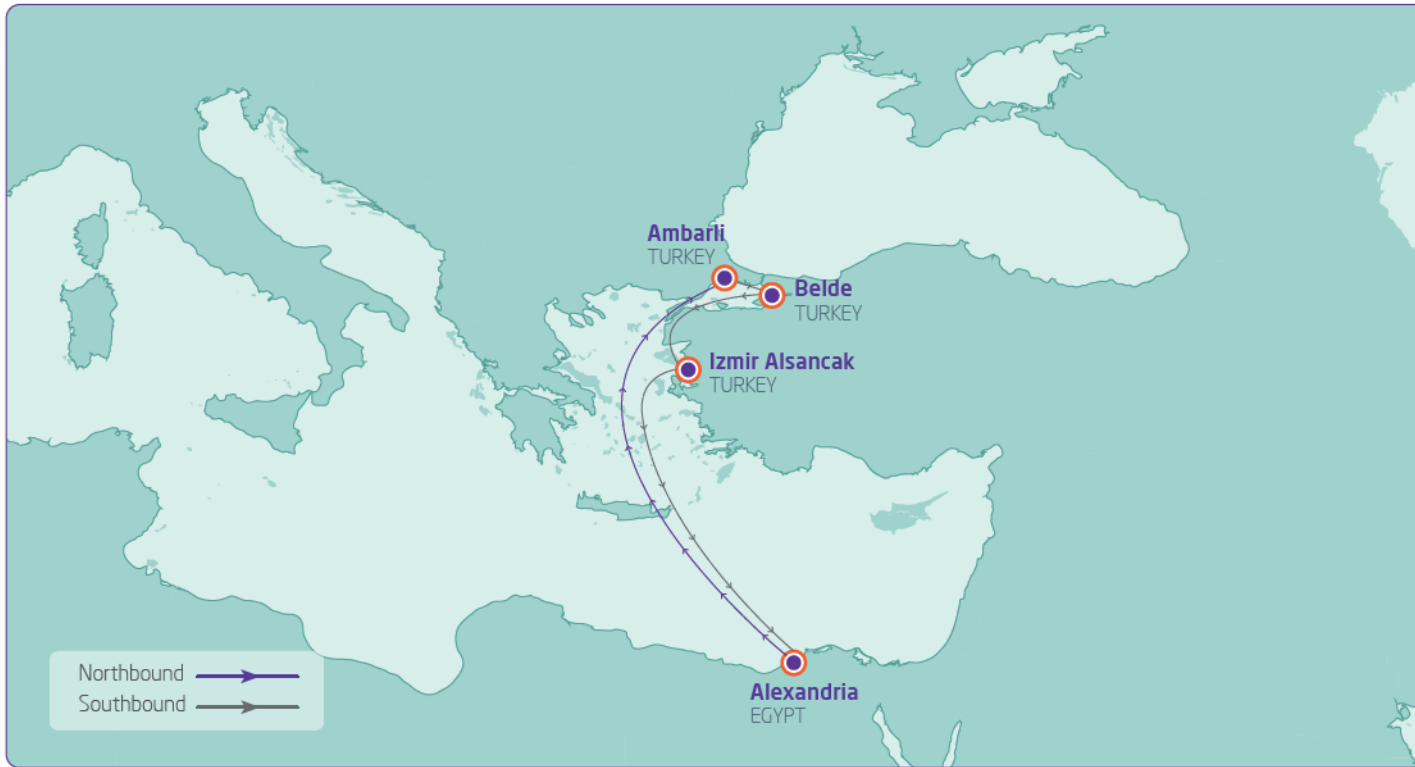 Ambarli
TURKEY
Belde
TURKEY
Izmir Alsancak
TURKEY
Northbound
Southbound
Alexandria
EGYPT